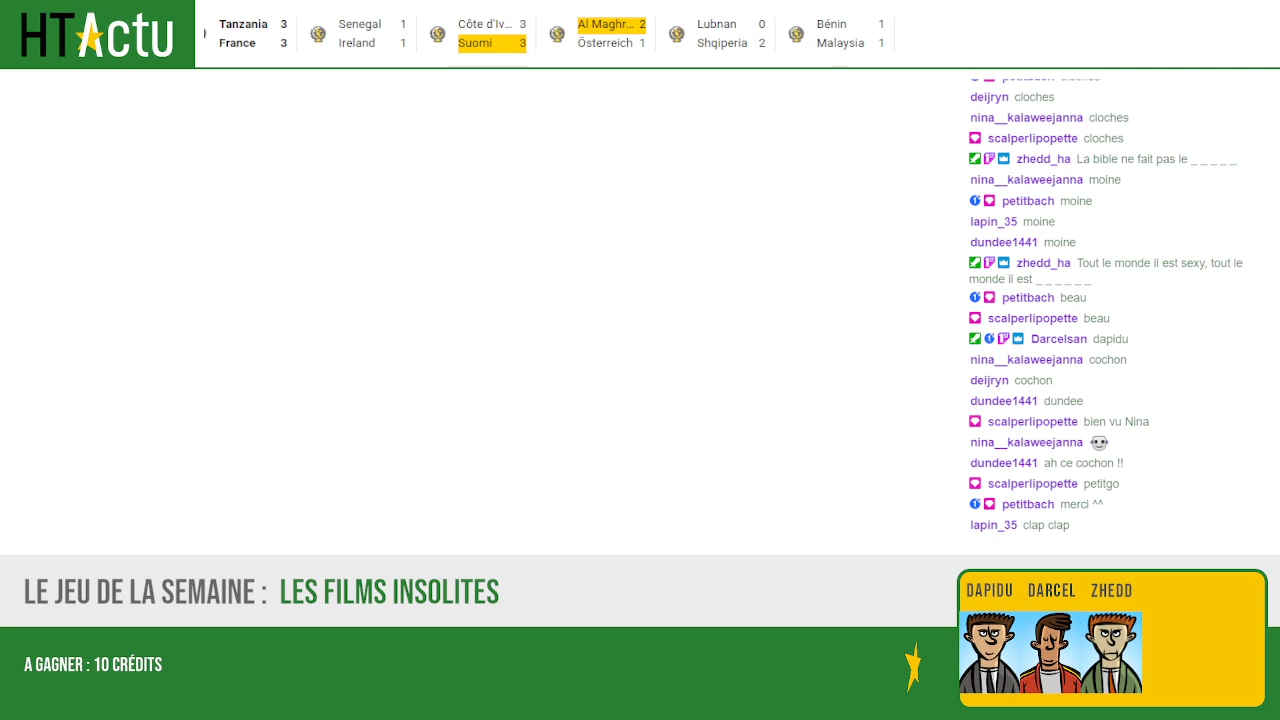 HTActu
Tanzania 3
France 3
Senegal 1
Ireland 1
Côte d'Iv... 3
Suomi 3
Al Maghr... 2
Österreich 1
Lubnan 0
Shqiperia 2
Bénin 1
Malaysia 1
deijryn cloches
nina__kalaweejanna cloches
scalperlipopette cloches
zhedd_ha La bible ne fait pas le _ _ _ _ _
nina__kalaweejanna moine
petitbach moine
lapin_35 moine
dundee1441 moine
zhedd_ha Tout le monde il est sexy, tout le
monde il est _ _ _ _ _ _
petitbach beau
scalperlipopette beau
Darcelsan dapidu
nina__kalaweejanna cochon
deijryn cochon
dundee1441 dundee
scalperlipopette bien vu Nina
nina__kalaweejanna
dundee1441 ah ce cochon !!
scalperlipopette petitgo
petitbach merci ^^
lapin_35 clap clap
LE JEU DE LA SEMAINE : LES FILMS INSOLITES
DAPIDU DARCEL ZHEDD
A GAGNER : 10 CRÉDITS